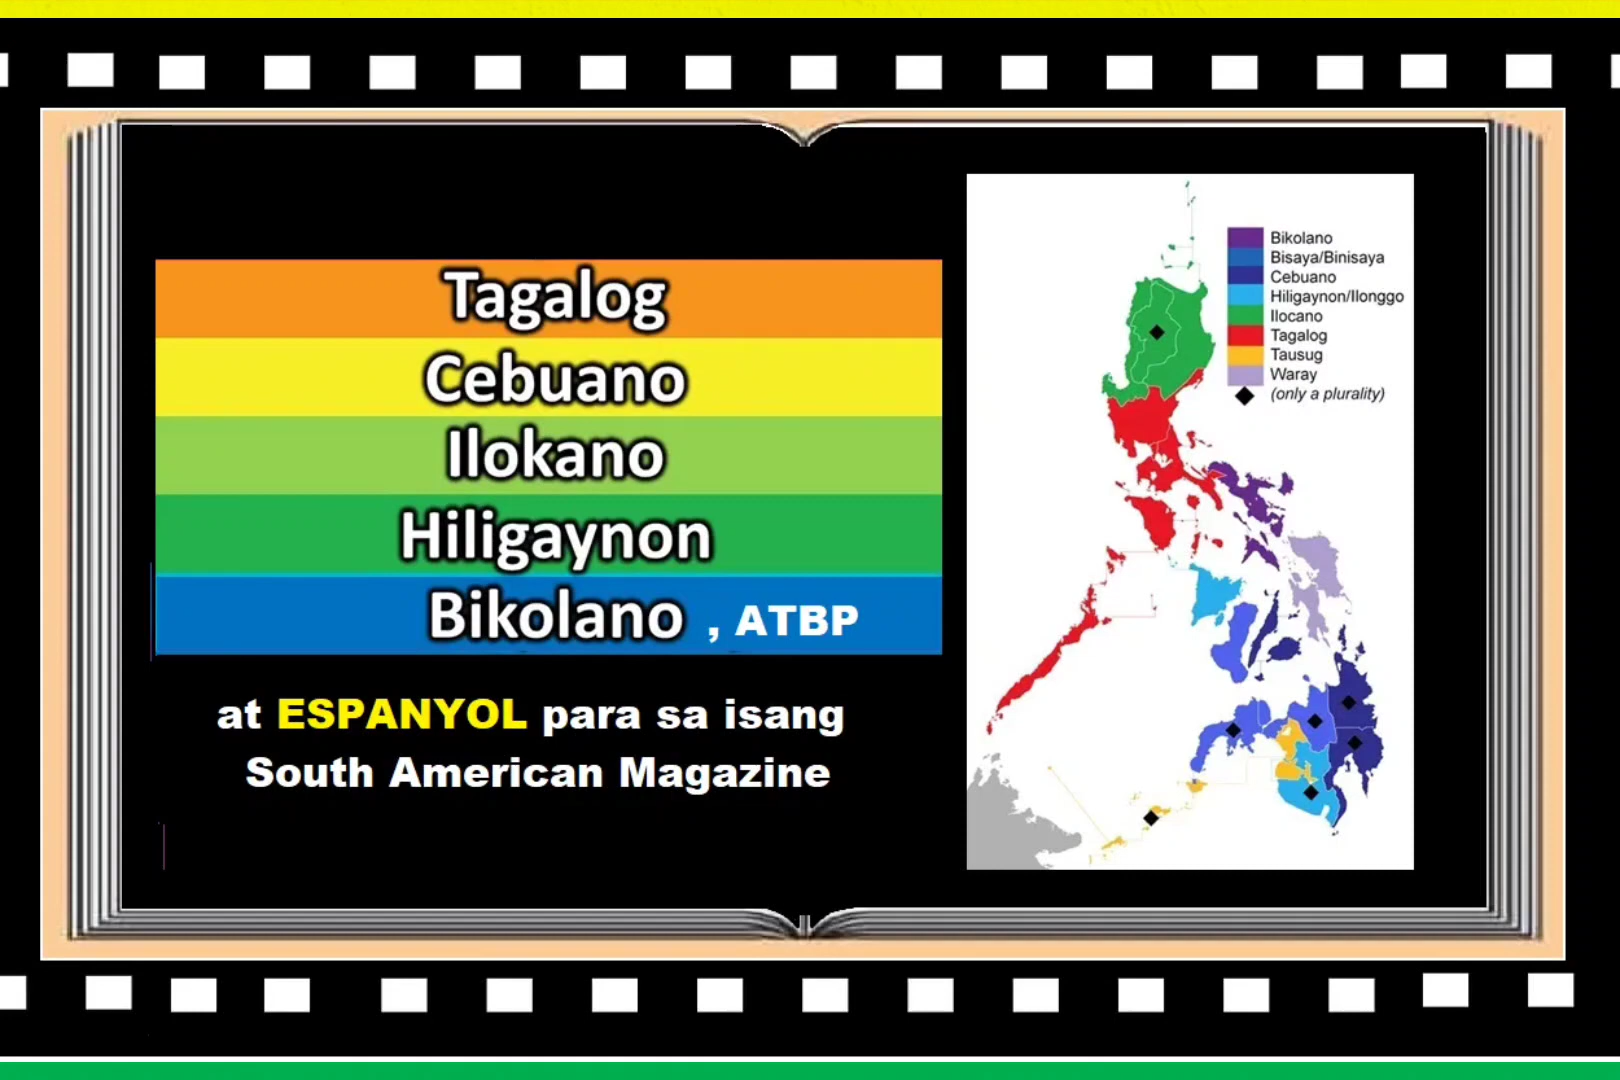 Tagalog
Cebuano
Ilokano
Hiligaynon
Bikolano , ATBP
at ESPANYOL para sa isang
South American Magazine
Bikolano
Bisaya/Binisaya
Cebuano
Hiligaynon/Ilonggo
Ilocano
Tagalog
Tausug
Waray
(only a plurality)